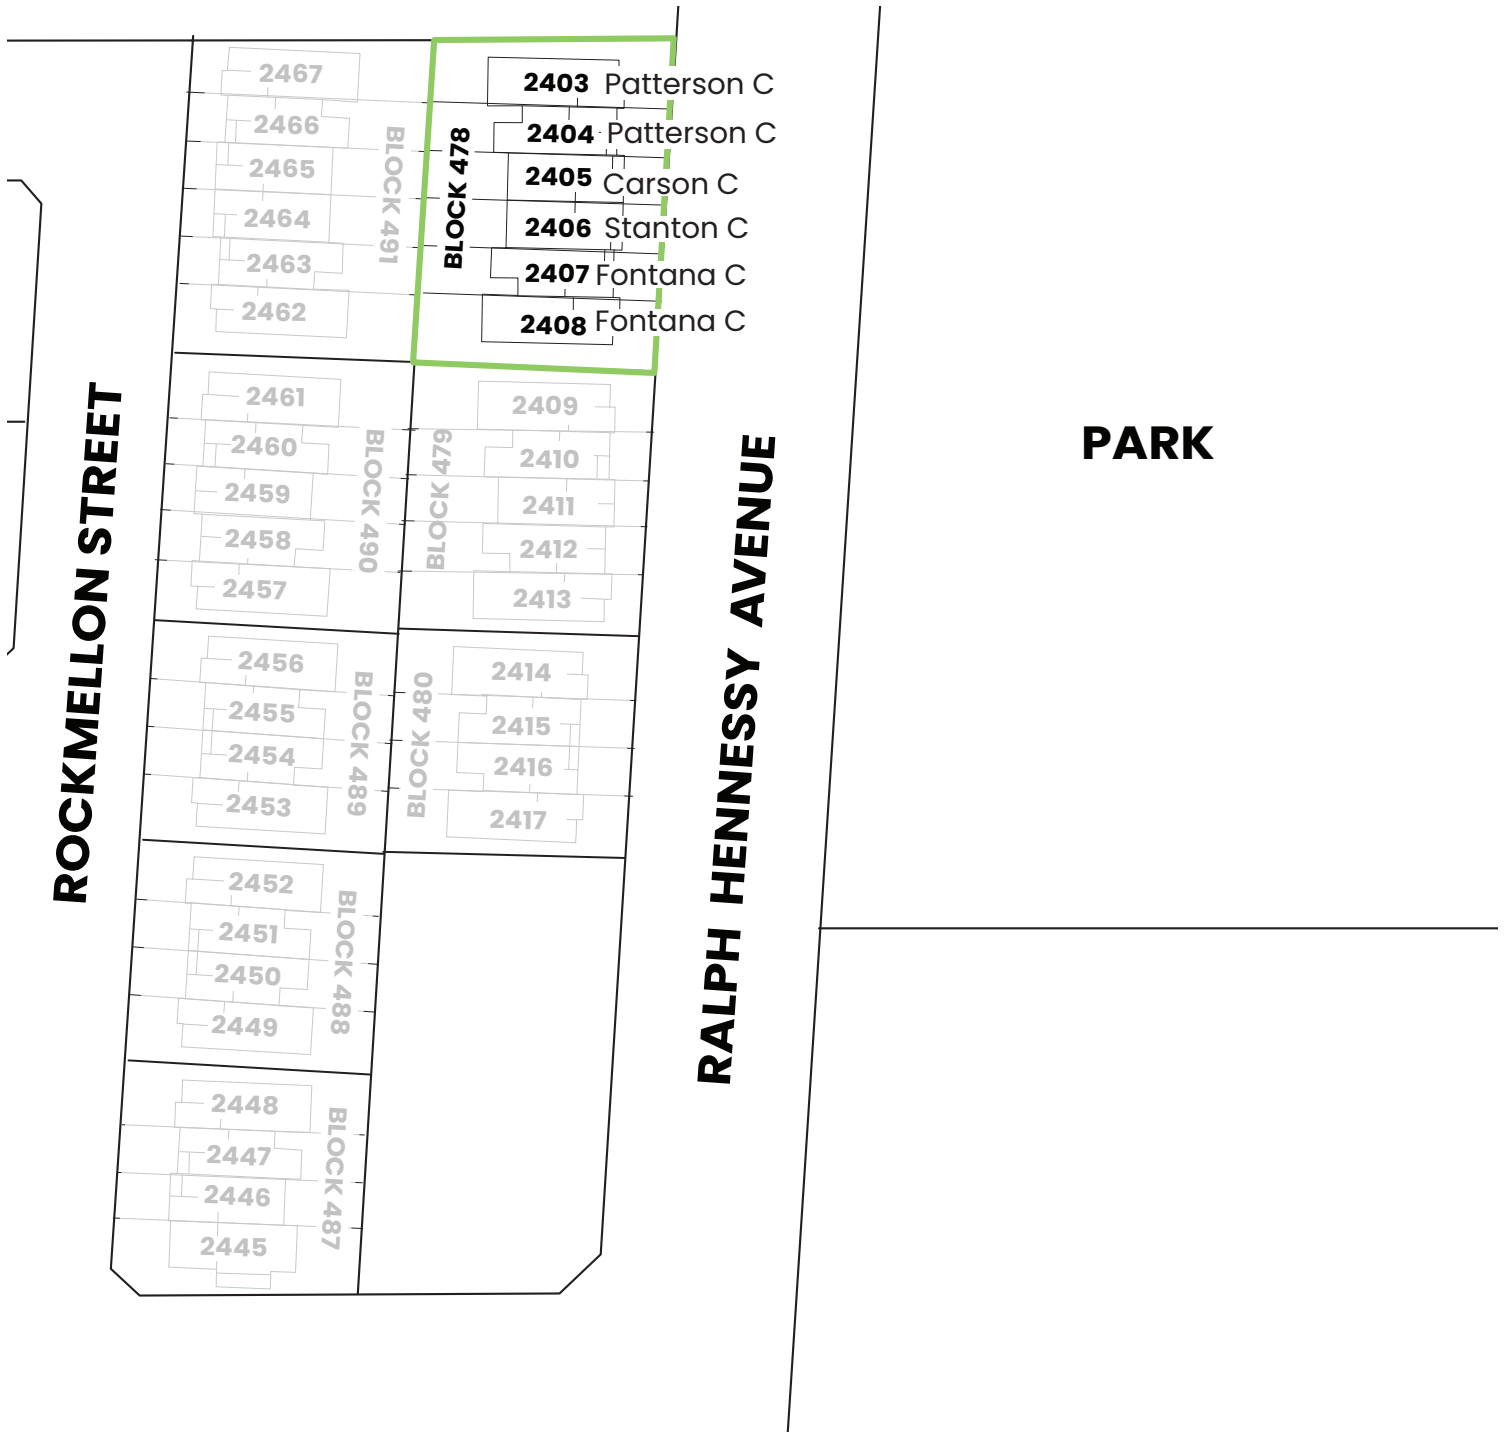 2467
2466
2465
2464
2463
2462
BLOCK 491
BLOCK 478
2403 Patterson C
2404 Patterson C
2405 Carson C
2406 Stanton C
2407 Fontana C
2408 Fontana C
2461
2460
2459
2458
2457
BLOCK 490
BLOCK 479
2409
2410
2411
2412
2413
2456
2455
2454
2453
BLOCK 489
BLOCK 480
2414
2415
2416
2417
2452
2451
2450
2449
BLOCK 488
2448
2447
2446
2445
BLOCK 487
ROCKMELLON STREET
RALPH HENNESSY AVENUE
PARK